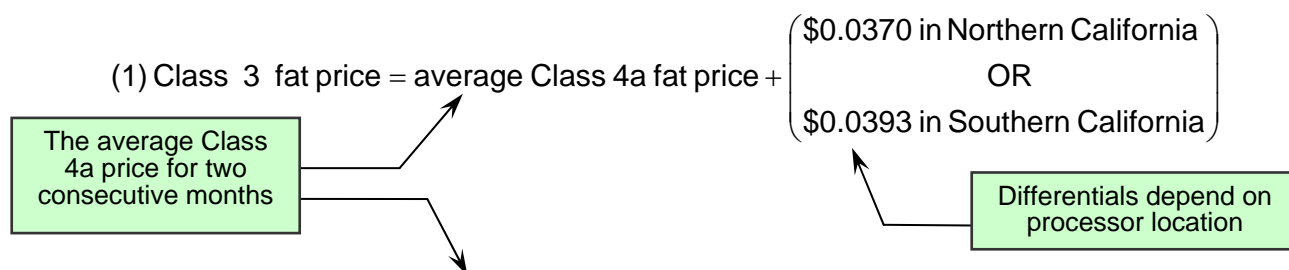 $0.0370 in Northern California
(1) Class 3 fat price = average Class 4a fat price + OR
$0.0393 in Southern California
The average Class
4a price for two
consecutive months
Differentials depend on
processor location